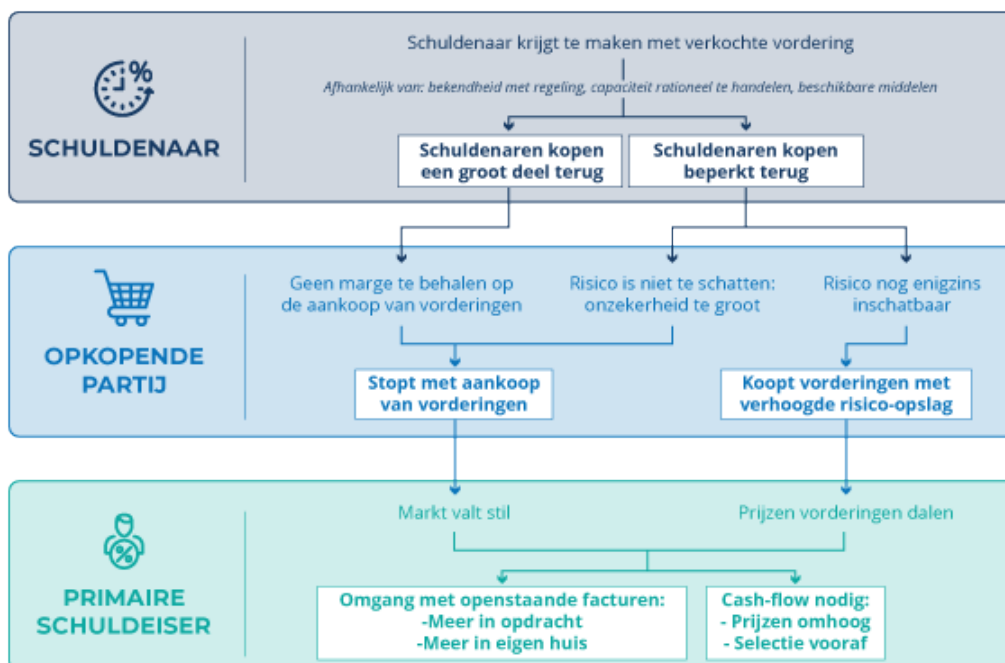 Schuldenaar krijgt te maken met verkochte vordering
Afhankelijk van: bekendheid met regeling, capaciteit rationeel te handelen, beschikbare middelen
%
SCHULDENAAR
Schuldenaren kopen
een groot deel terug
Schuldenaren kopen
beperkt terug
Geen marge te behalen op
de aankoop van vorderingen
Risico is niet te schatten:
onzekerheid te groot
Risico nog enigzins
inschatbaar
OPKOPENDE
PARTIJ
Stopt met aankoop
van vorderingen
Koopt vorderingen met
verhoogde risico-opslag
Markt valt stil
Prijzen vorderingen dalen
%
PRIMAIRE
SCHULDEISER
Omgang met openstaande facturen:
-Meer in opdracht
-Meer in eigen huis
Cash-flow nodig:
- Prijzen omhoog
- Selectie vooraf